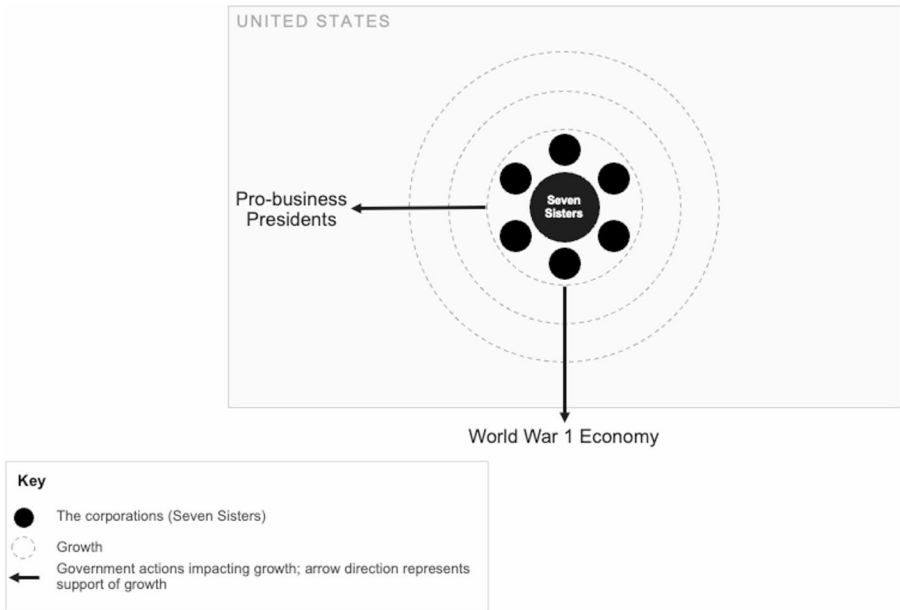 UNITED STATES
Pro-business
Presidents
Seven
Sisters
World War 1 Economy
Key
The corporations (Seven Sisters)
Growth
Government actions impacting growth; arrow direction represents
support of growth